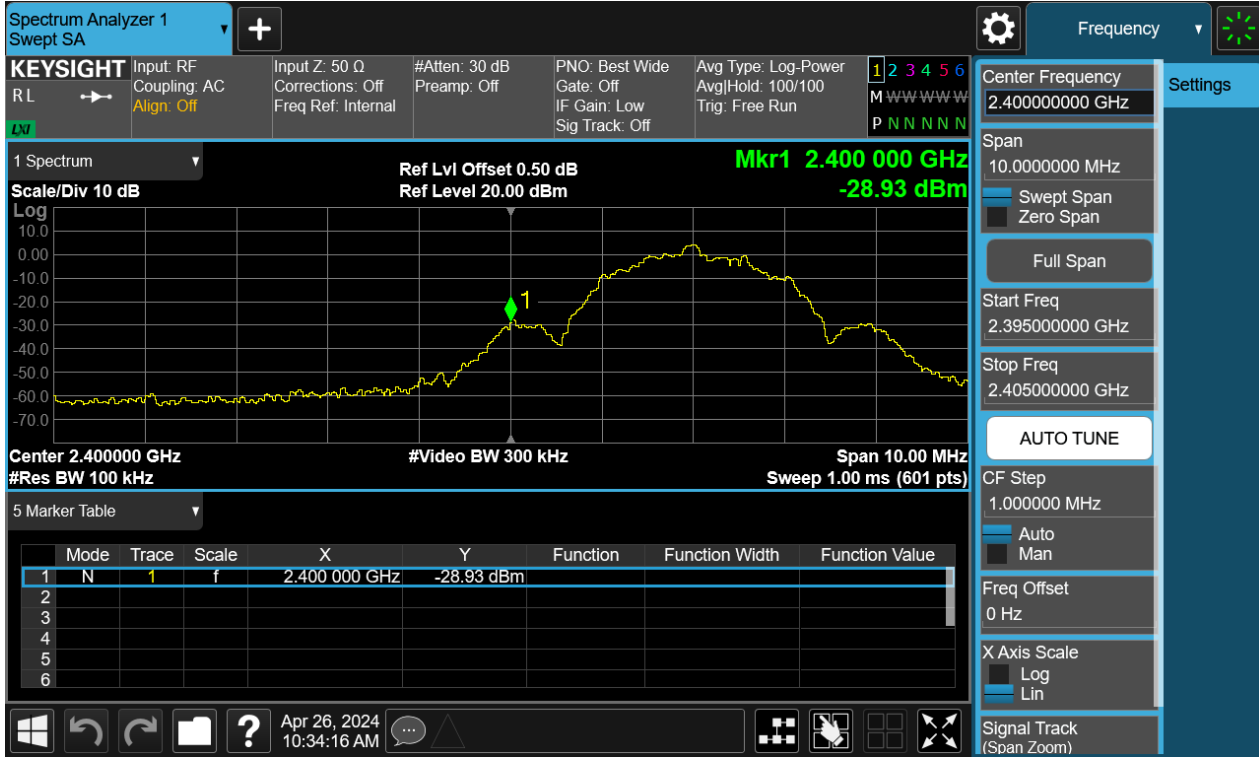 Spectrum Analyzer 1
Swept SA
+
Frequency
KEYSIGHT
R L
LXI
Input: RF
Coupling: AC
Align: Off
Input Z: 50 Ω
Corrections: Off
Freq Ref: Internal
#Atten: 30 dB
Preamp: Off
PNO: Best Wide
Gate: Off
IF Gain: Low
Sig Track: Off
Avg Type: Log-Power
Avg|Hold: 100/100
Trig: Free Run
1 2 3 4 5 6
M W W W W W
P N N N N N
1 Spectrum
Scale/Div 10 dB
Ref Lvl Offset 0.50 dB
Ref Level 20.00 dBm
Mkr1 2.400 000 GHz
-28.93 dBm
Log
10.0
0.00
-10.0
-20.0
-30.0
-40.0
-50.0
-60.0
-70.0
1
Center 2.400000 GHz
#Res BW 100 kHz
#Video BW 300 kHz
Span 10.00 MHz
Sweep 1.00 ms (601 pts)
5 Marker Table
Mode Trace Scale X Y Function Function Width Function Value
1 N 1 f 2.400 000 GHz -28.93 dBm
2
3
4
5
6
?
Apr 26, 2024
10:34:16 AM
Center Frequency
2.400000000 GHz
Span
10.0000000 MHz
Swept Span
Zero Span
Full Span
Start Freq
2.395000000 GHz
Stop Freq
2.405000000 GHz
AUTO TUNE
CF Step
1.000000 MHz
Auto
Man
Freq Offset
0 Hz
X Axis Scale
Log
Lin
Signal Track
(Span Zoom)
Settings